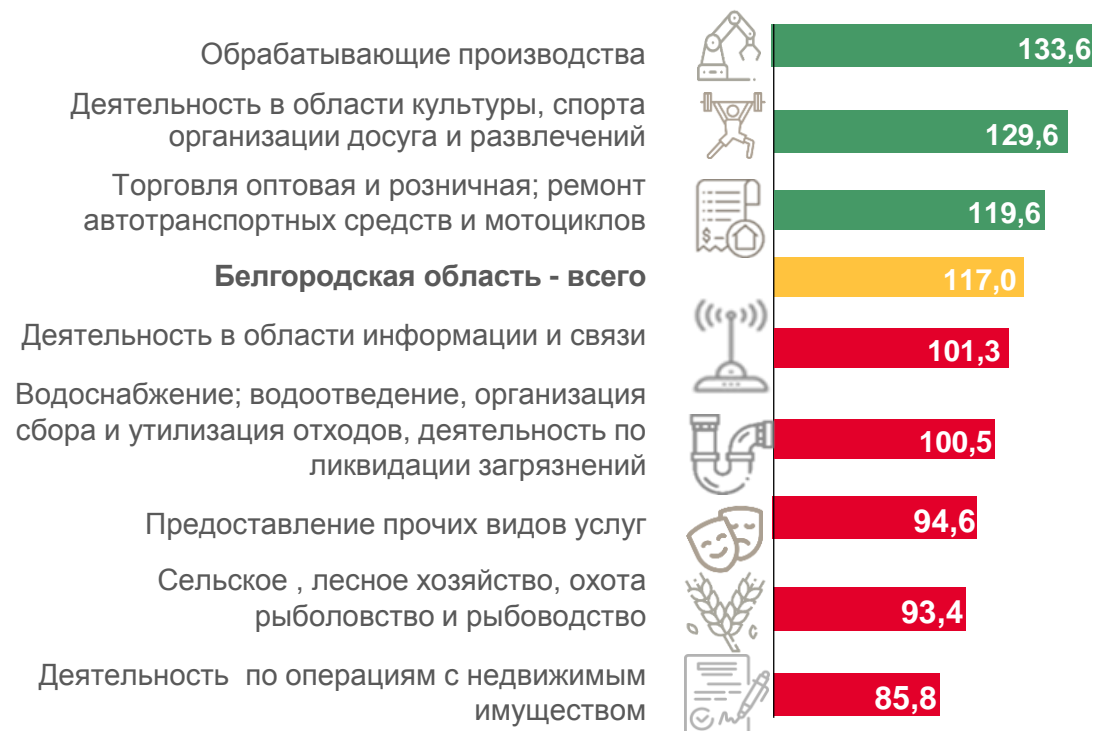 Обрабатывающие производства
133,6
Деятельность в области культуры, спорта
организации досуга и развлечений
129,6
Торговля оптовая и розничная; ремонт
автотранспортных средств и мотоциклов
119,6
Белгородская область - всего
117,0
Деятельность в области информации и связи
101,3
Водоснабжение; водоотведение, организация
сбора и утилизация отходов, деятельность по
ликвидации загрязнений
100,5
Предоставление прочих видов услуг
94,6
Сельское , лесное хозяйство, охота
рыболовство и рыбоводство
93,4
Деятельность  по операциям с недвижимым
имуществом
85,8